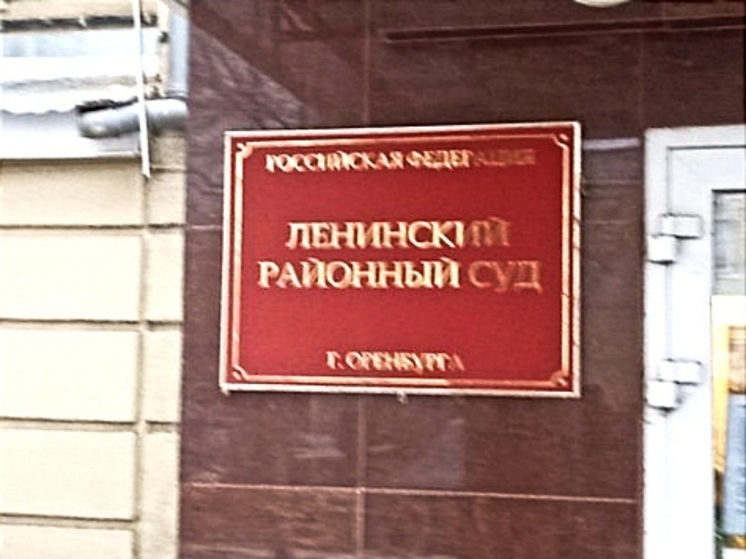 РОССИЙСКАЯ ФЕДЕРАЦИЯ
ЛЕНИНСКИЙ
РАЙОННЫЙ СУД
Г. ОРЕНБУРГА